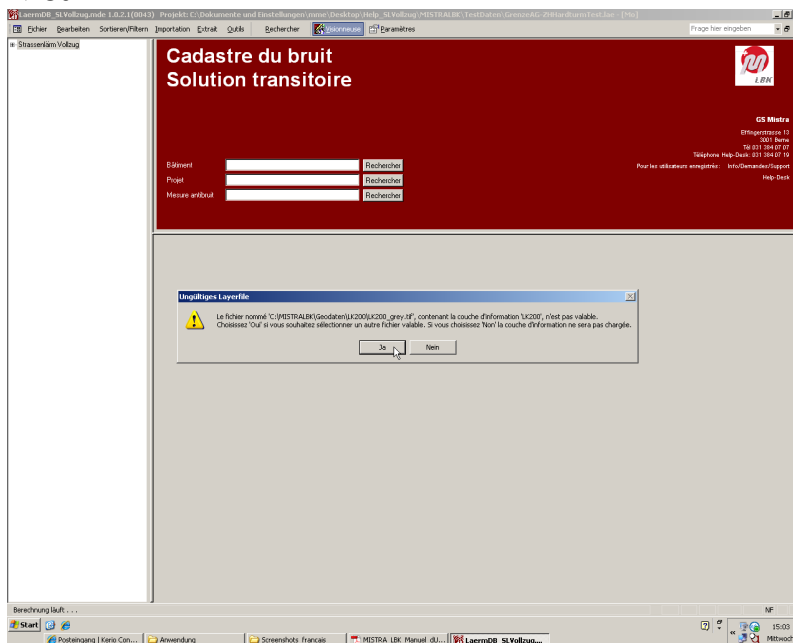 LaermDB_SLVollzug.mde 1.0.2.1(0043) Projekt: C:\Dokumente und Einstellungen\mme\Desktop\Help_SLVollzug\MISTRALBK\TestDaten\GrenzeAG-ZHHardturmTest.lae - [Mo]
Fichier Bearbeiten Sortieren/Filtern Importation Extrait Outils Rechercher Visionneuse Paramètres Frage hier eingeben
Strassenlärm Vollzug
Cadastre du bruit
Solution transitoire
LBK
GS Mistra
Effingerstrasse 13
3001 Berne
Tél 031 384 07 07
Téléphone Help-Desk: 031 384 07 19
Bâtiment Rechercher Pour les utilisateurs enregistrés: Info/Demandes/Support
Projet Rechercher Help-Desk
Mesure antibruit Rechercher
Ungültiges Layerfile
Le fichier nommé 'C:\MISTRALBK\Geodaten\LK200\LK200_grey.tif', contenant la couche d'information 'LK200', n'est pas valable.
Choisissez 'Oui' si vous souhaitez sélectionner un autre fichier valable. Si vous choisissez 'Non' la couche d'information ne sera pas chargée.
Ja Nein
Berechnung läuft . . . NF
Start 15:03
Posteingang | Kerio Con... Anwendung Screenshots francais MISTRA LBK Manuel dU... LaermDB_SLVollzug.... Mittwoch